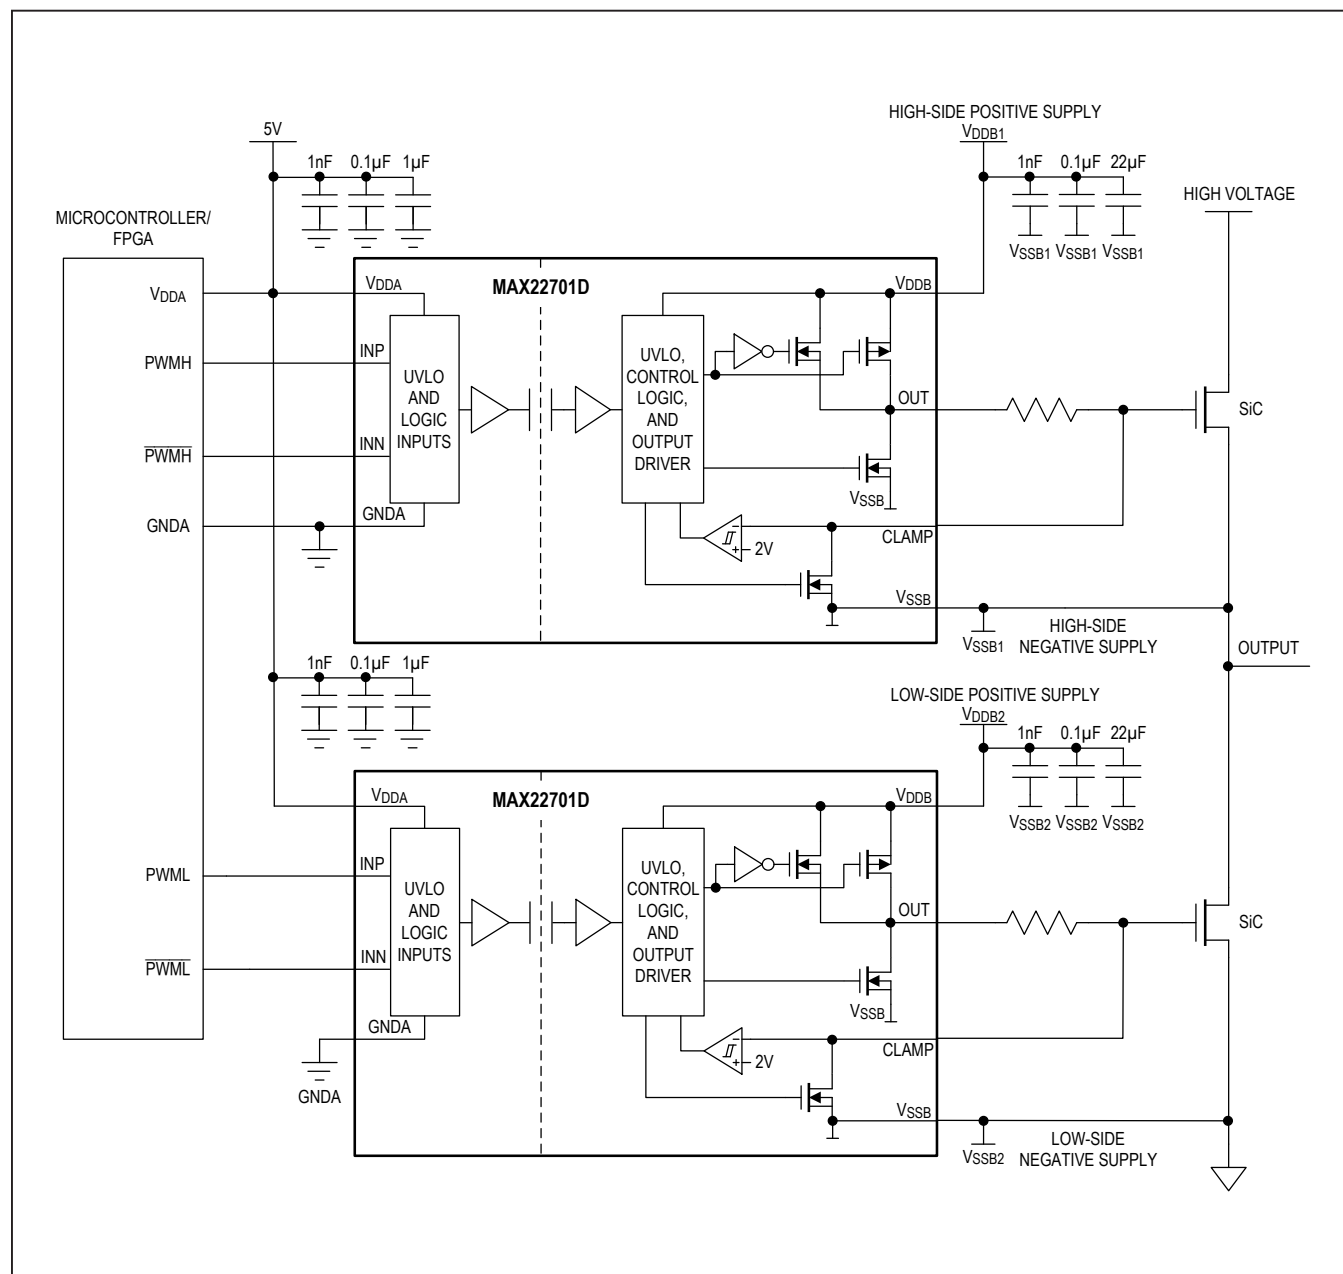 HIGH-SIDE POSITIVE SUPPLY
VDDB1
5V
1nF 0.1µF 1µF
1nF 0.1µF 22µF
HIGH VOLTAGE
MICROCONTROLLER/
FPGA
VSSB1 VSSB1 VSSB1
VDDA
VDDA
MAX22701D
VDDB
PWMH
INP
UVLO
AND
LOGIC
INPUTS
UVLO,
CONTROL
LOGIC,
AND
OUTPUT
DRIVER
OUT
SiC
PWMH
INN
VSSB
GNDA
GNDA
2V
CLAMP
VSSB
VSSB1
HIGH-SIDE
NEGATIVE SUPPLY
OUTPUT
1nF 0.1µF 1µF
LOW-SIDE POSITIVE SUPPLY
VDDB2
1nF 0.1µF 22µF
VSSB2 VSSB2 VSSB2
VDDA
MAX22701D
VDDB
PWML
INP
UVLO
AND
LOGIC
INPUTS
UVLO,
CONTROL
LOGIC,
AND
OUTPUT
DRIVER
OUT
SiC
PWML
INN
VSSB
GNDA
GNDA
2V
CLAMP
VSSB
VSSB2
LOW-SIDE
NEGATIVE SUPPLY